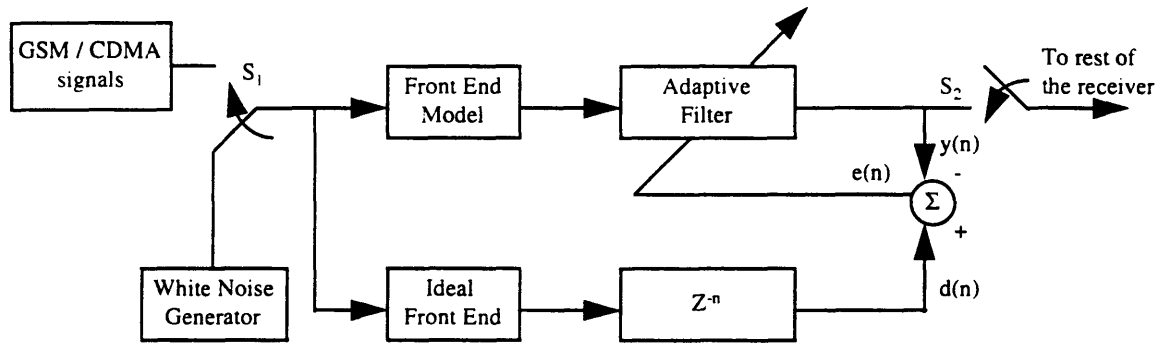 GSM / CDMA
signals
S1
Front End
Model
Adaptive
Filter
S2
To rest of
the receiver
y(n)
-
e(n)
Σ
+
White Noise
Generator
Ideal
Front End
Z-n
d(n)